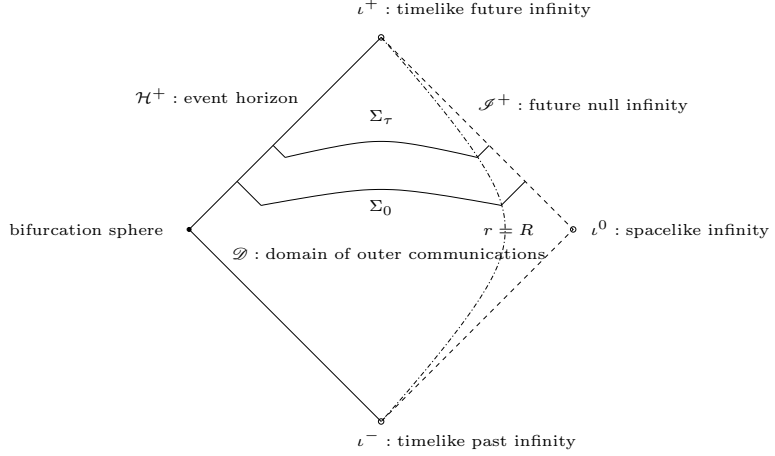 ι⁺ : timelike future infinity
ℋ⁺ : event horizon
ℐ⁺ : future null infinity
Σ_τ
Σ₀
bifurcation sphere
r = R
ι⁰ : spacelike infinity
𝒟 : domain of outer communications
ι⁻ : timelike past infinity